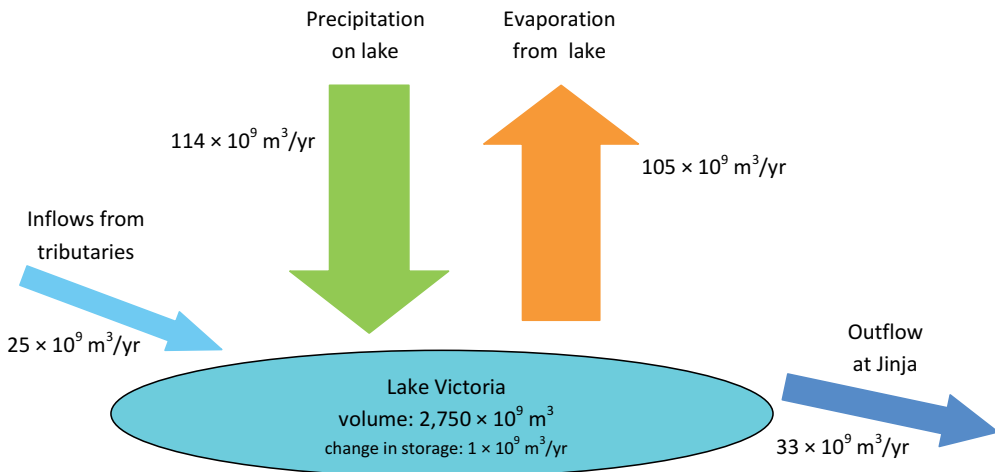 Precipitation
on lake
Evaporation
from lake
114 × 10⁹ m³/yr
105 × 10⁹ m³/yr
Inflows from
tributaries
25 × 10⁹ m³/yr
Outflow
at Jinja
Lake Victoria
volume: 2,750 × 10⁹ m³
change in storage: 1 × 10⁹ m³/yr
33 × 10⁹ m³/yr